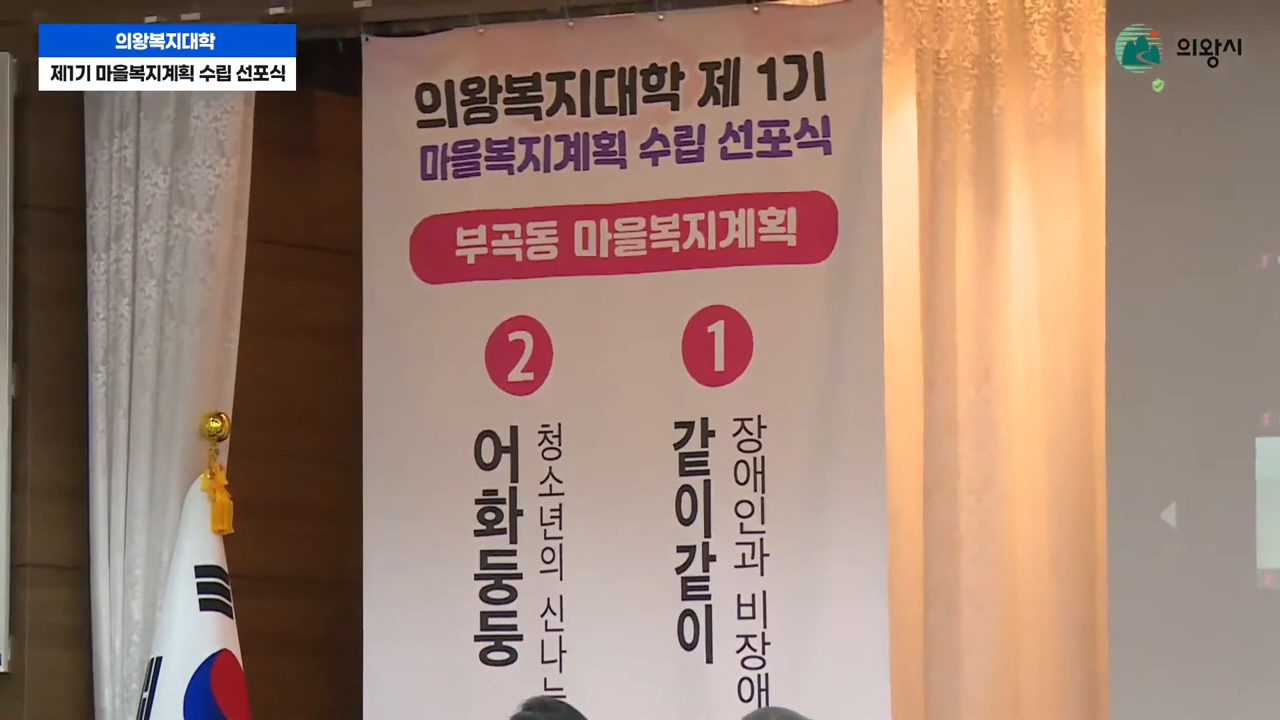 의왕복지대학
제1기 마을복지계획 수립 선포식
의왕시
의왕복지대학 제 1기
마을복지계획 수립 선포식
부곡동 마을복지계획
1
장애인과 비장애
같이같이
2
청소년의 신나는
어화둥둥